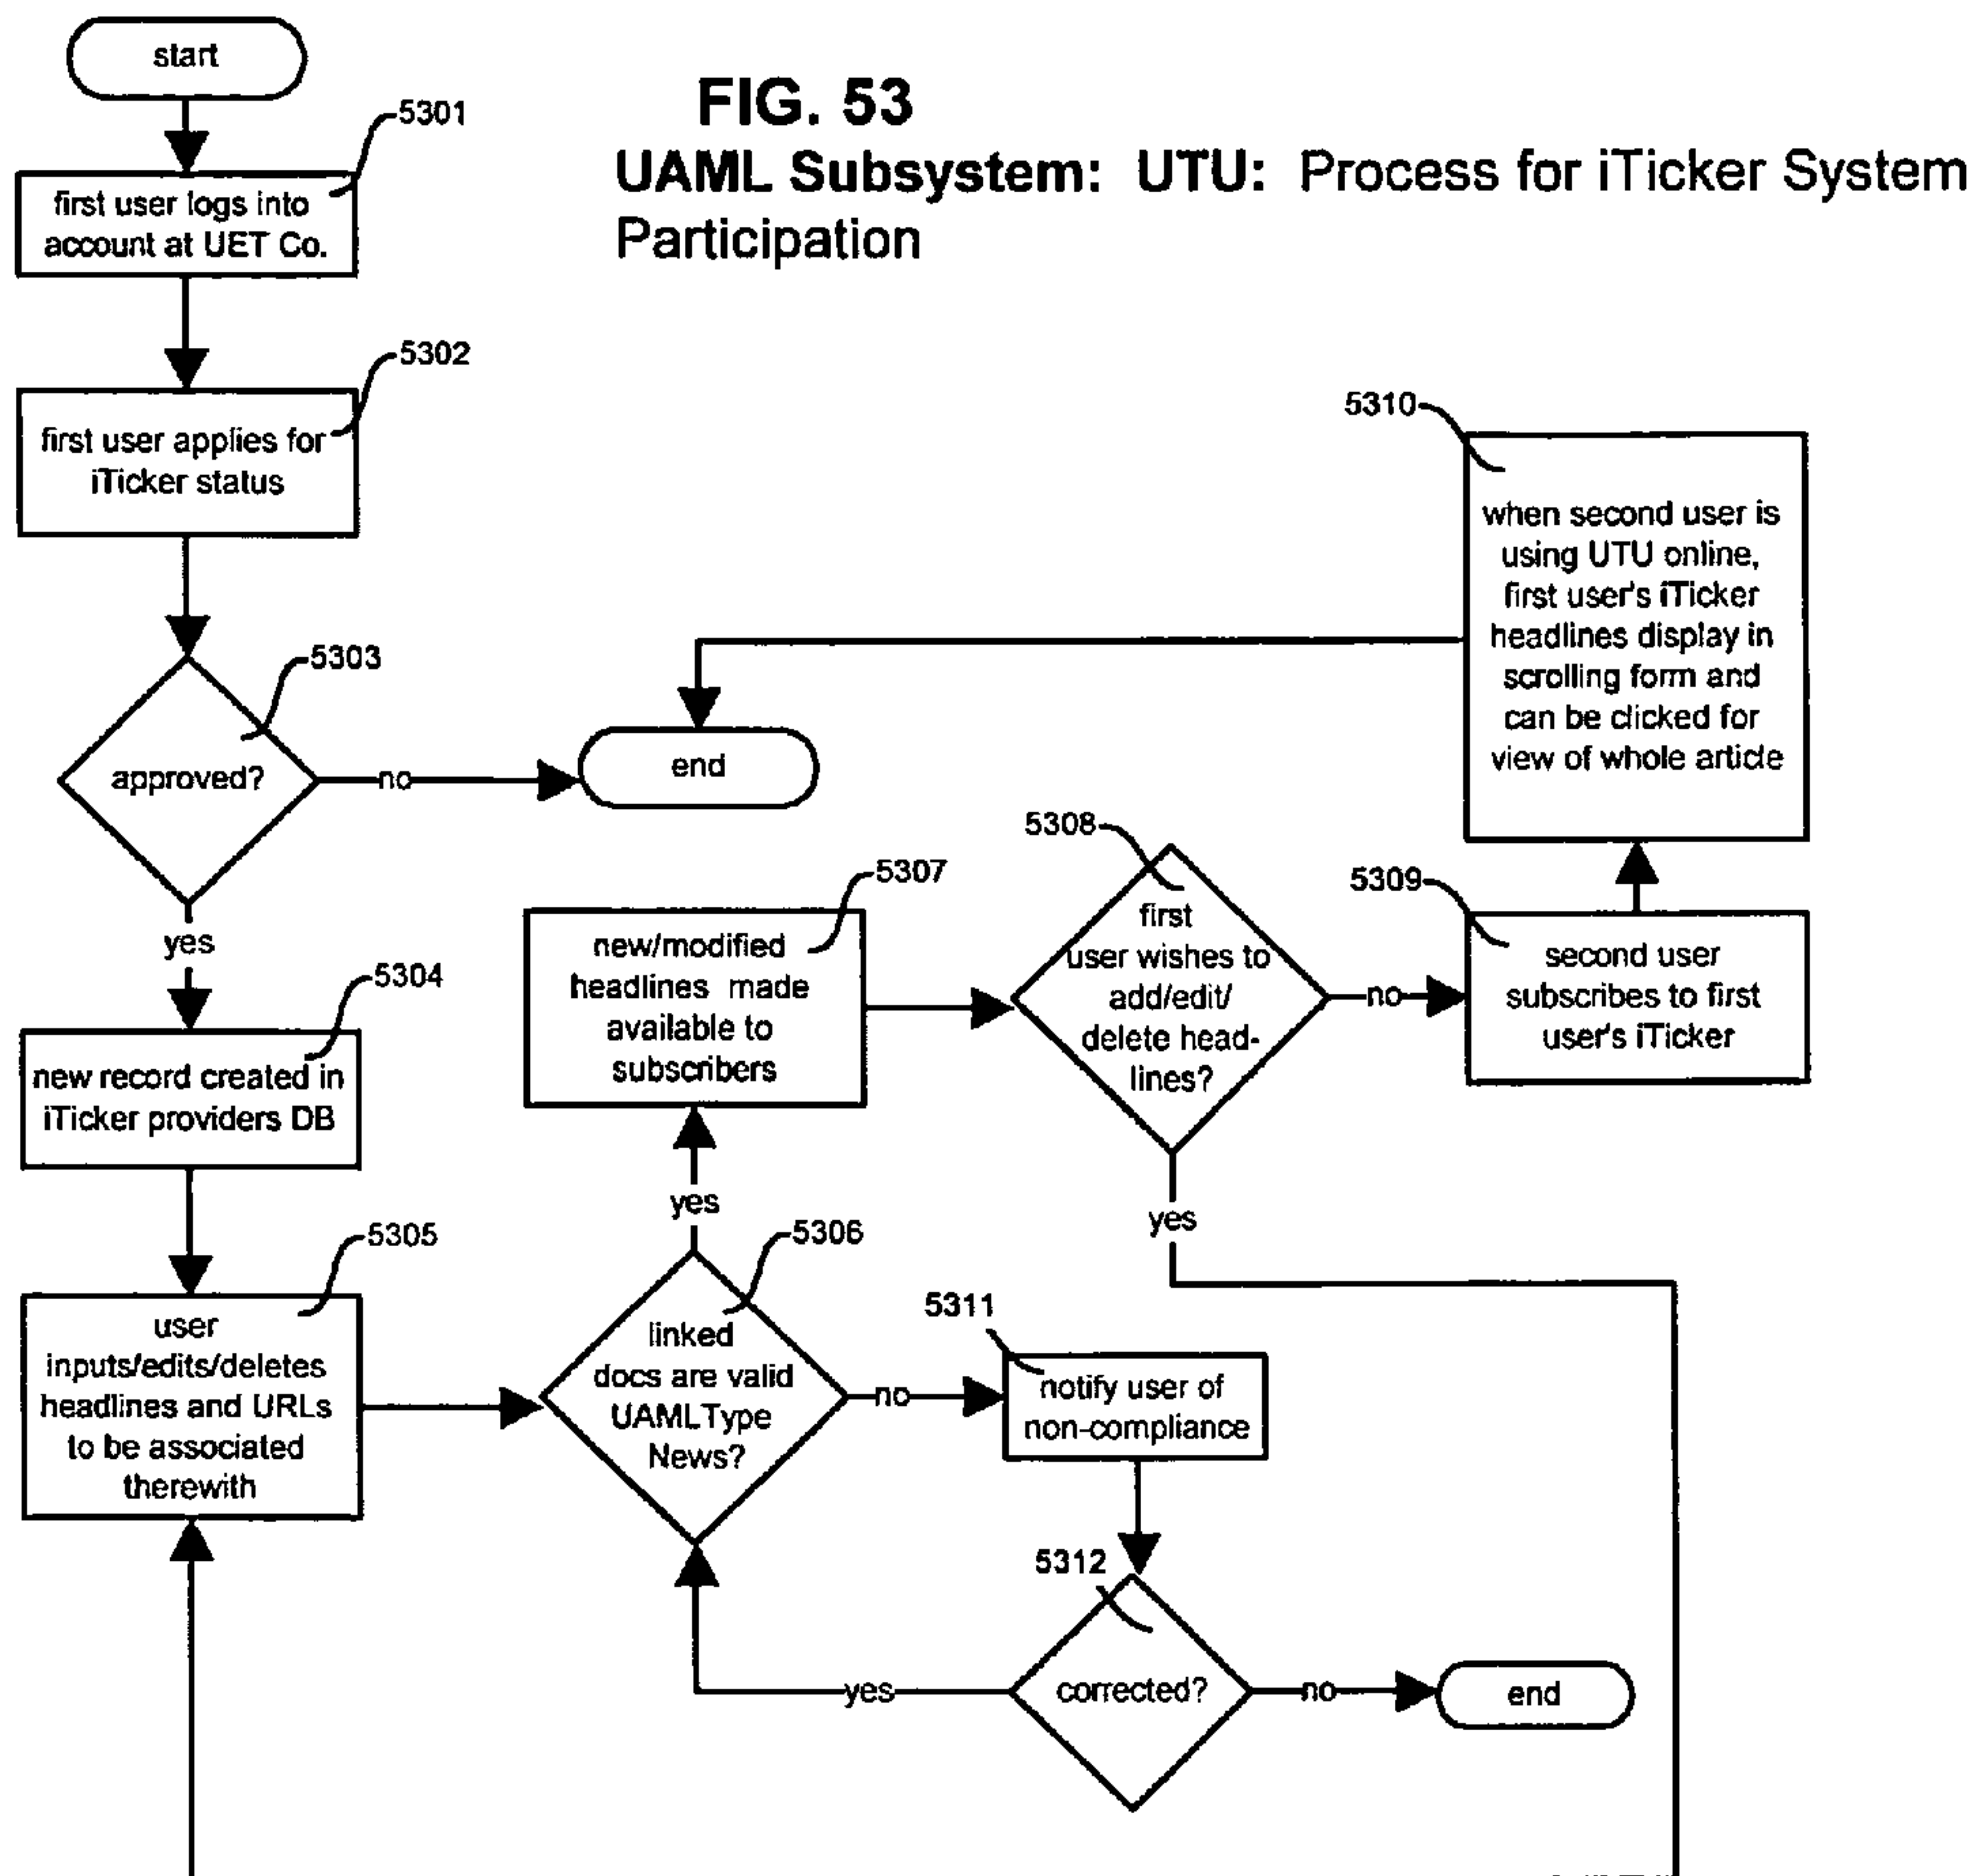 start
FIG. 53
UAML Subsystem: UTU: Process for iTicker System
Participation
5301
first user logs into
account at UET Co.
5302
first user applies for
iTicker status
5303
approved?
no
end
yes
5304
new record created in
iTicker providers DB
5305
user
inputs/edits/deletes
headlines and URLs
to be associated
therewith
5306
linked
docs are valid
UAMLType
News?
yes
5307
new/modified
headlines made
available to
subscribers
5308
first
user wishes to
add/edit/
delete head-
lines?
no
yes
5309
second user
subscribes to first
user's iTicker
5310
when second user is
using UTU online,
first user's iTicker
headlines display in
scrolling form and
can be clicked for
view of whole article
no
5311
notify user of
non-compliance
5312
corrected?
yes
no
end